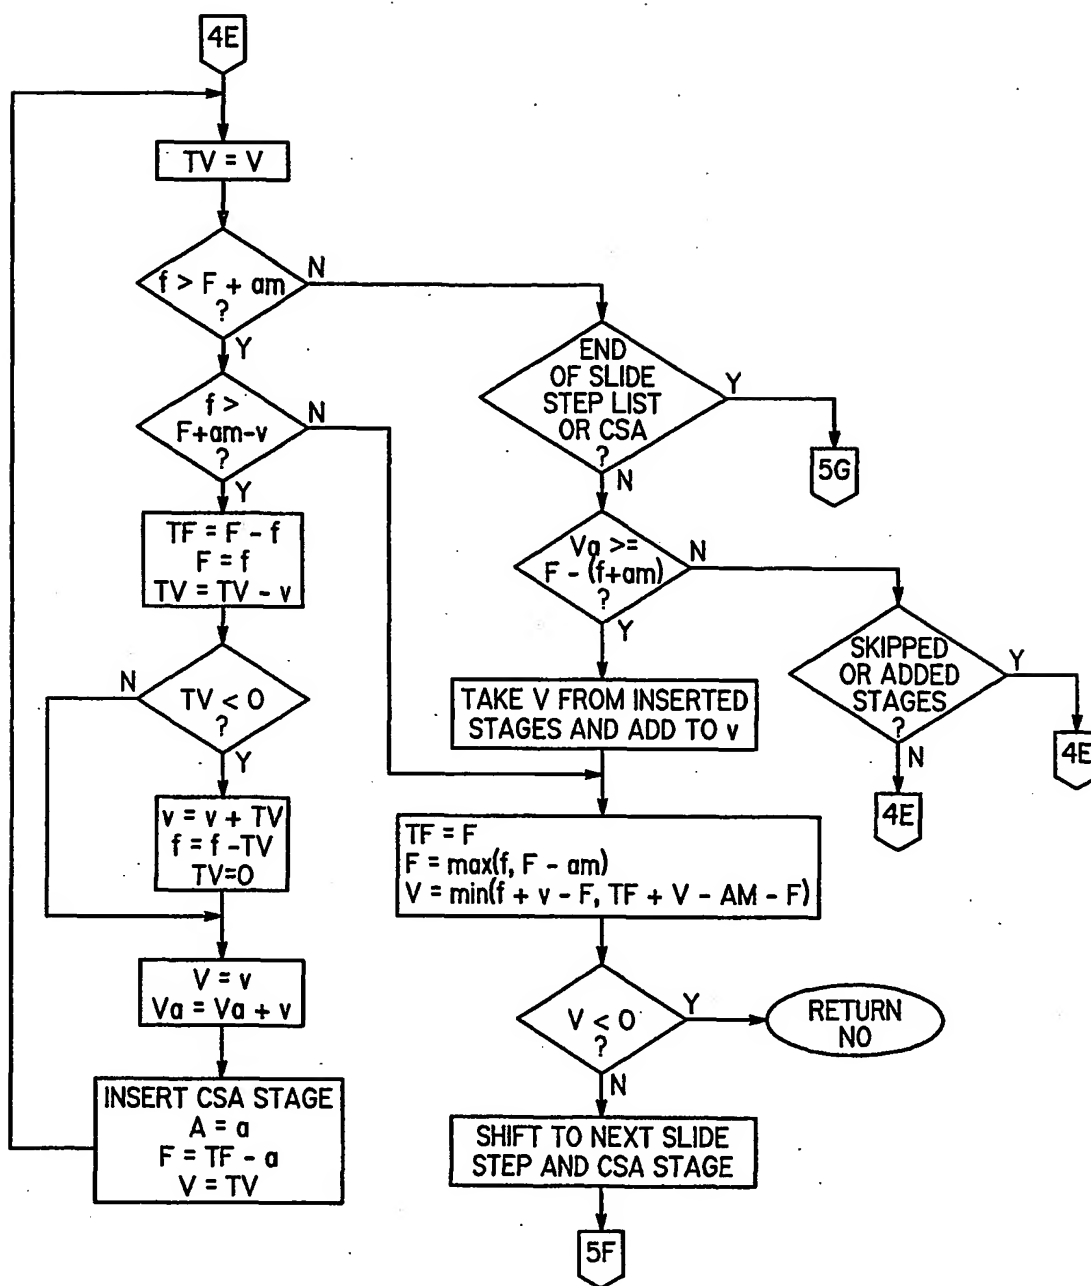 4E
TV = V
f > F + am
?
N
Y
f >
F+am-v
?
N
Y
TF = F - f
F = f
TV = TV - v
TV < 0
?
N
Y
v = v + TV
f = f -TV
TV=0
V = v
Va = Va + v
INSERT CSA STAGE
A = a
F = TF - a
V = TV
END
OF SLIDE
STEP LIST
OR CSA
?
Y
N
5G
Va >=
F - (f+am)
?
N
Y
SKIPPED
OR ADDED
STAGES
?
Y
N
4E
4E
TAKE V FROM INSERTED
STAGES AND ADD TO v
TF = F
F = max(f, F - am)
V = min(f + v - F, TF + V - AM - F)
V < 0
?
Y
N
RETURN
NO
SHIFT TO NEXT SLIDE
STEP AND CSA STAGE
5F